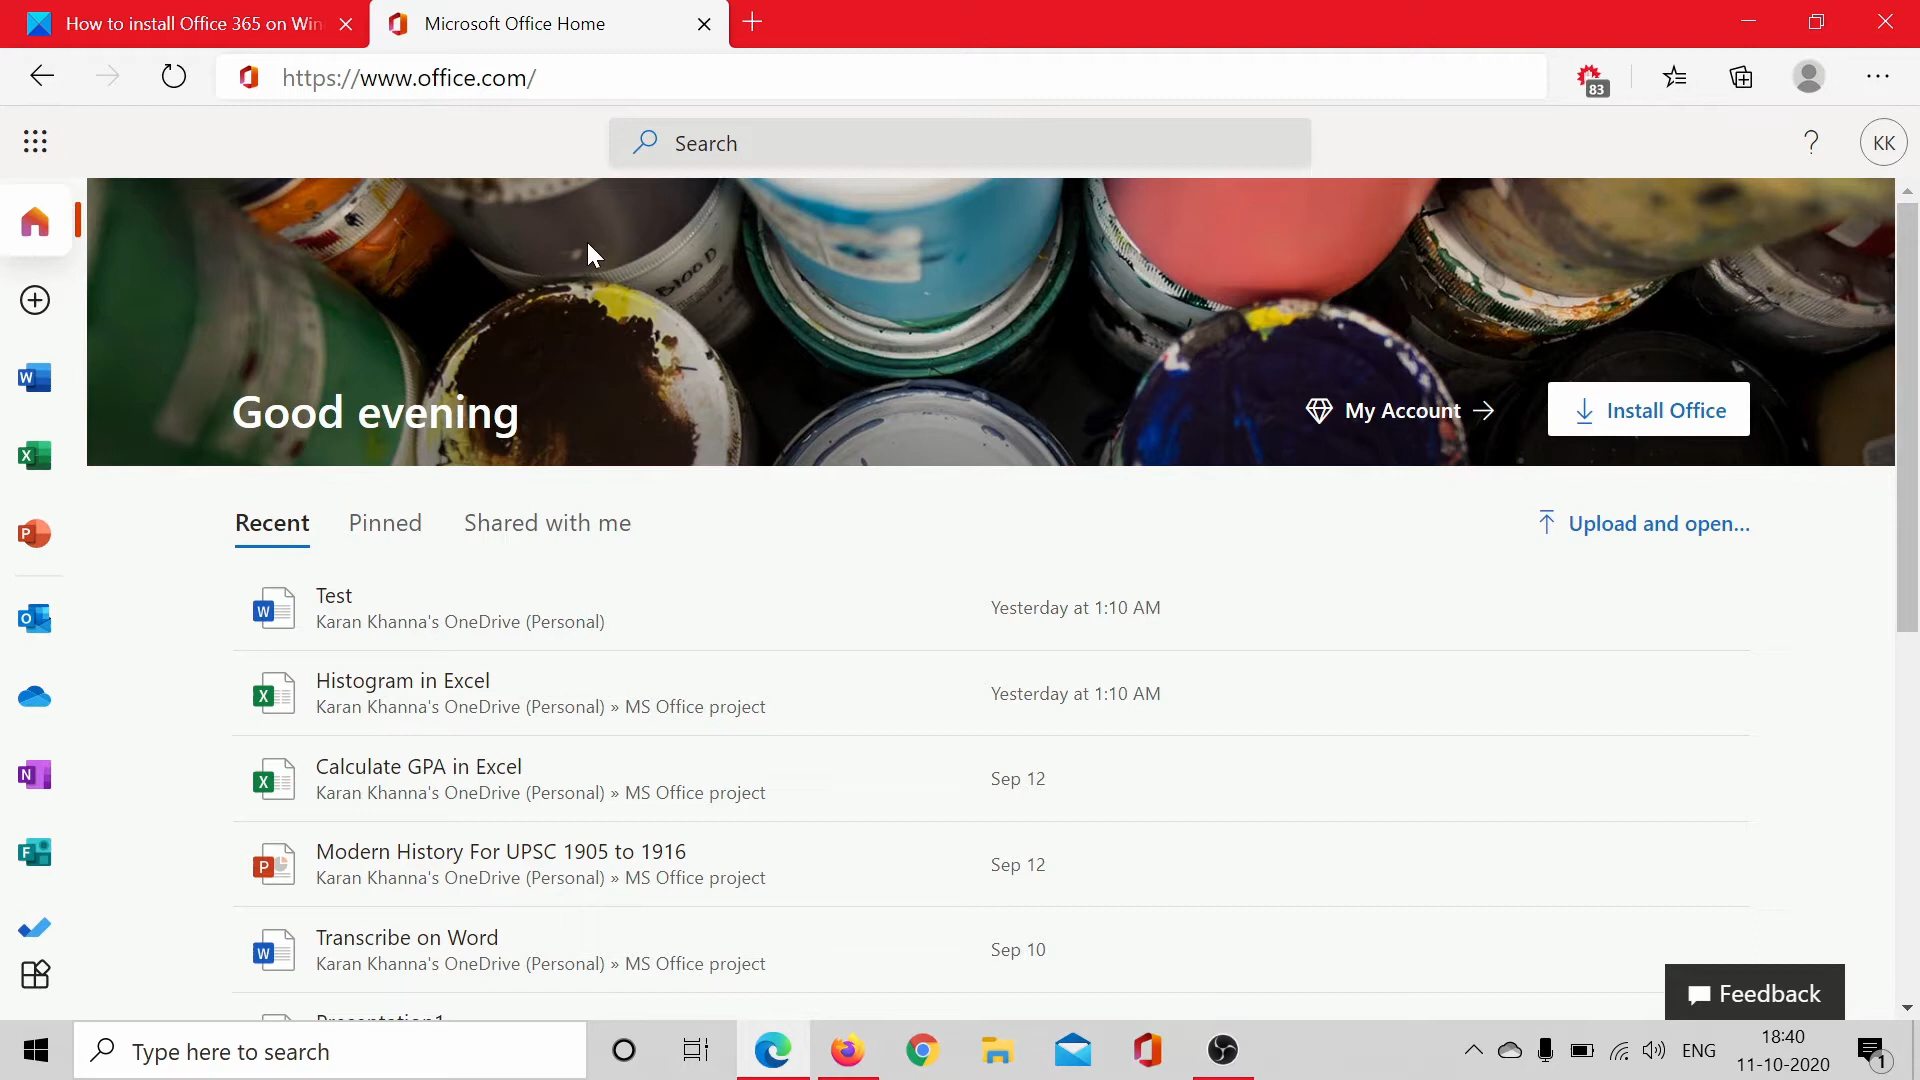 How to install Office 365 on Win
Microsoft Office Home
https://www.office.com/
83
Search
?
KK
Blood D
Good evening
My Account
Install Office
Recent
Pinned
Shared with me
Upload and open...
Test
Karan Khanna's OneDrive (Personal)
Yesterday at 1:10 AM
Histogram in Excel
Karan Khanna's OneDrive (Personal) » MS Office project
Yesterday at 1:10 AM
Calculate GPA in Excel
Karan Khanna's OneDrive (Personal) » MS Office project
Sep 12
Modern History For UPSC 1905 to 1916
Karan Khanna's OneDrive (Personal) » MS Office project
Sep 12
Transcribe on Word
Karan Khanna's OneDrive (Personal) » MS Office project
Sep 10
Presentation1
Feedback
Type here to search
ENG
18:40
11-10-2020
1